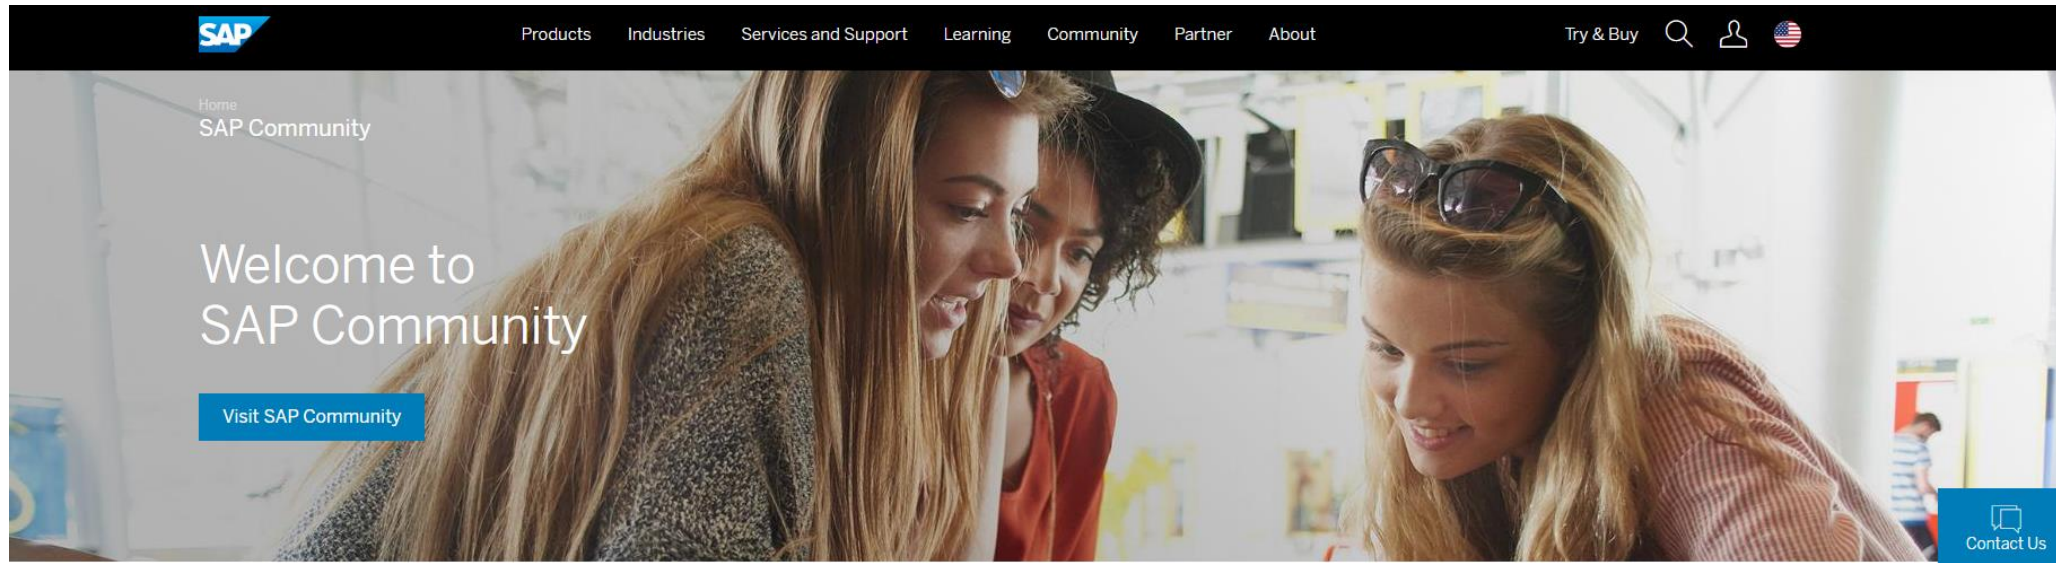 SAP
Products Industries Services and Support Learning Community Partner About Try & Buy
Home
SAP Community
Welcome to
SAP Community
Visit SAP Community
Contact Us